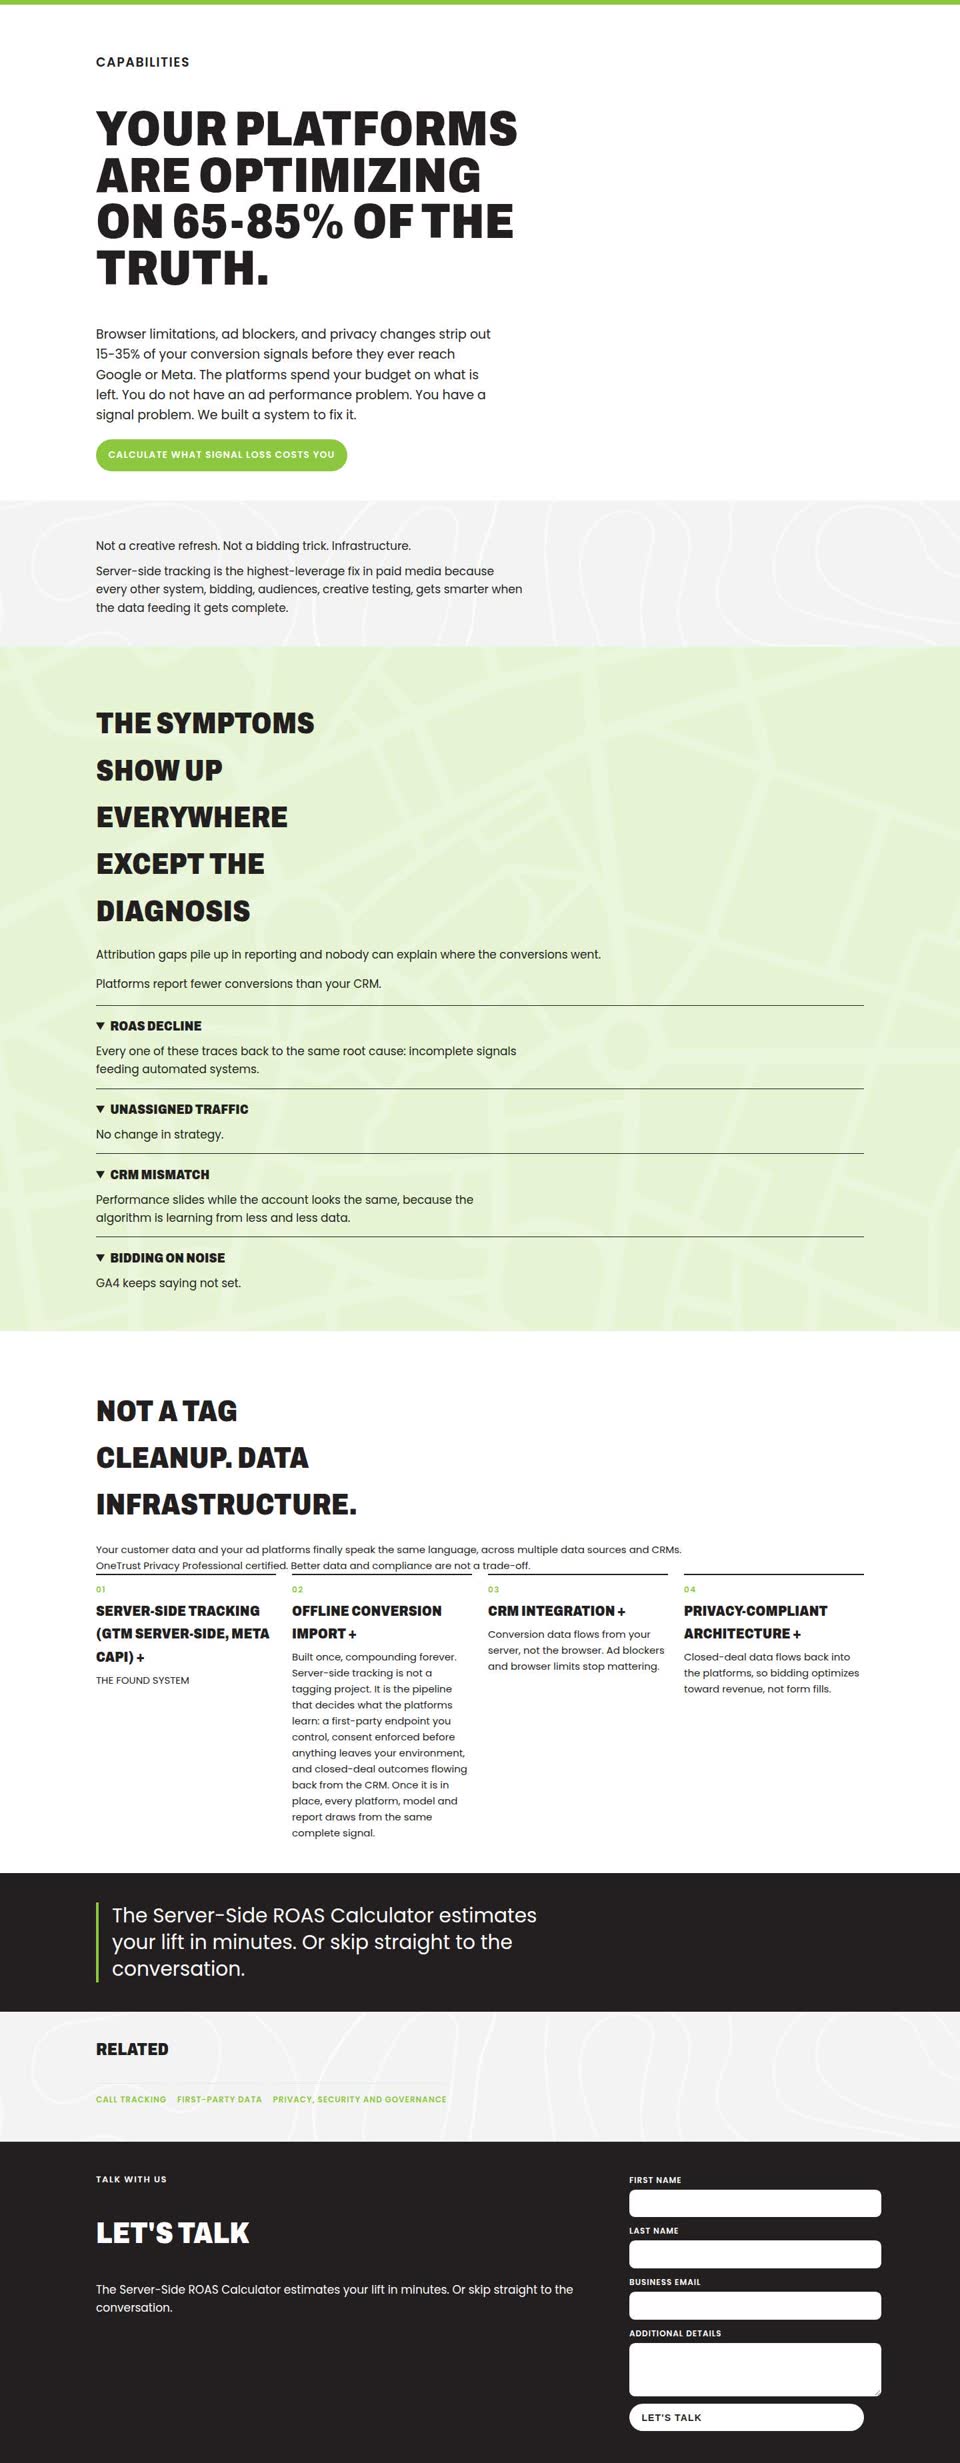 CAPABILITIES
YOUR PLATFORMS
ARE OPTIMIZING
ON 65-85% OF THE
TRUTH.
Browser limitations, ad blockers, and privacy changes strip out
15-35% of your conversion signals before they ever reach
Google or Meta. The platforms spend your budget on what is
left. You do not have an ad performance problem. You have a
signal problem. We built a system to fix it.
CALCULATE WHAT SIGNAL LOSS COSTS YOU
Not a creative refresh. Not a bidding trick. Infrastructure.
Server-side tracking is the highest-leverage fix in paid media because
every other system, bidding, audiences, creative testing, gets smarter when
the data feeding it gets complete.
THE SYMPTOMS
SHOW UP
EVERYWHERE
EXCEPT THE
DIAGNOSIS
Attribution gaps pile up in reporting and nobody can explain where the conversions went.
Platforms report fewer conversions than your CRM.
▼ ROAS DECLINE
Every one of these traces back to the same root cause: incomplete signals
feeding automated systems.
▼ UNASSIGNED TRAFFIC
No change in strategy.
▼ CRM MISMATCH
Performance slides while the account looks the same, because the
algorithm is learning from less and less data.
▼ BIDDING ON NOISE
GA4 keeps saying not set.
NOT A TAG
CLEANUP. DATA
INFRASTRUCTURE.
Your customer data and your ad platforms finally speak the same language, across multiple data sources and CRMs.
OneTrust Privacy Professional certified. Better data and compliance are not a trade-off.
01
SERVER-SIDE TRACKING
(GTM SERVER-SIDE, META
CAPI) +
THE FOUND SYSTEM
02
OFFLINE CONVERSION
IMPORT +
Built once, compounding forever.
Server-side tracking is not a
tagging project. It is the pipeline
that decides what the platforms
learn: a first-party endpoint you
control, consent enforced before
anything leaves your environment,
and closed-deal outcomes flowing
back from the CRM. Once it is in
place, every platform, model and
report draws from the same
complete signal.
03
CRM INTEGRATION +
Conversion data flows from your
server, not the browser. Ad blockers
and browser limits stop mattering.
04
PRIVACY-COMPLIANT
ARCHITECTURE +
Closed-deal data flows back into
the platforms, so bidding optimizes
toward revenue, not form fills.
The Server-Side ROAS Calculator estimates
your lift in minutes. Or skip straight to the
conversation.
RELATED
CALL TRACKING FIRST-PARTY DATA PRIVACY, SECURITY AND GOVERNANCE
TALK WITH US
LET'S TALK
The Server-Side ROAS Calculator estimates your lift in minutes. Or skip straight to the
conversation.
FIRST NAME
LAST NAME
BUSINESS EMAIL
ADDITIONAL DETAILS
LET'S TALK